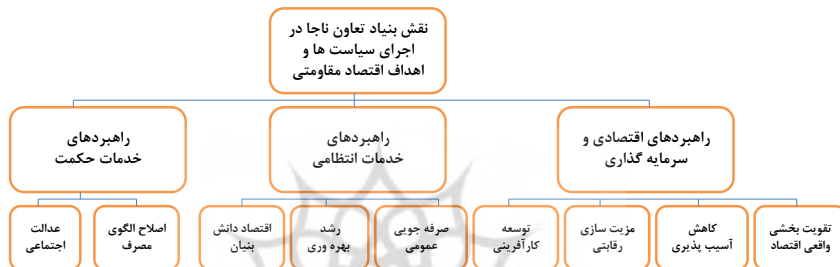 نقش بنیاد تعاون ناجا در
اجرای سیاست ها و
اهداف اقتصاد مقاومتی
راهبردهای اقتصادی و
سرمایه گذاری
راهبردهای
خدمات انتظامی
راهبردهای
خدمات حکمت
تقویت بخشی
واقعی اقتصاد
کاهش
آسیب پذیری
مزیت سازی
رقابتی
توسعه
کارآفرینی
صرفه جویی
عمومی
رشد
بهره وری
اقتصاد دانش
بنیان
اصلاح الگوی
مصرف
عدالت
اجتماعی